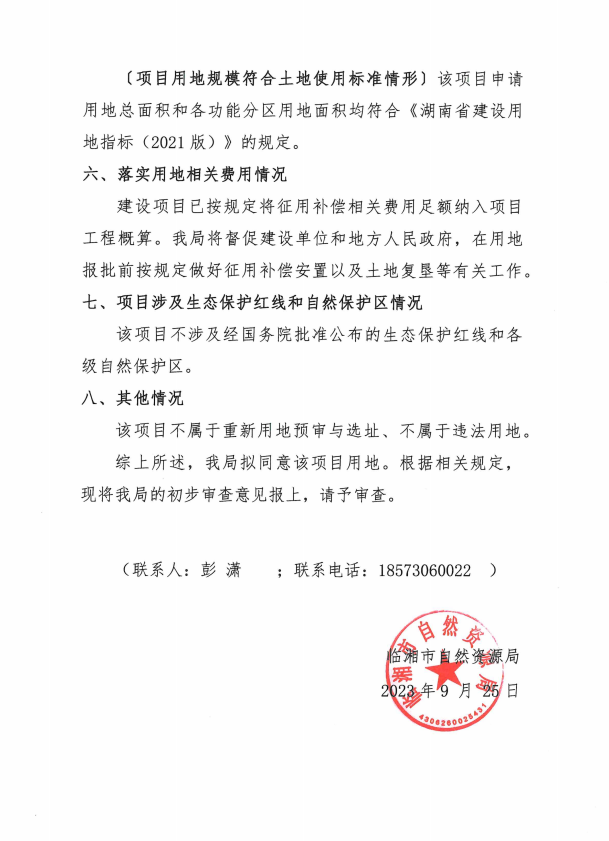 〔项目用地规模符合土地使用标准情形〕该项目申请
用地总面积和各功能分区用地面积均符合《湖南省建设用
地指标（2021 版）》的规定。
六、落实用地相关费用情况
建设项目已按规定将征用补偿相关费用足额纳入项目
工程概算。我局将督促建设单位和地方人民政府，在用地
报批前按规定做好征用补偿安置以及土地复垦等有关工作。
七、项目涉及生态保护红线和自然保护区情况
该项目不涉及经国务院批准公布的生态保护红线和各
级自然保护区。
八、其他情况
该项目不属于重新用地预审与选址、不属于违法用地。
综上所述，我局拟同意该项目用地。根据相关规定，
现将我局的初步审查意见报上，请予审查。
（联系人：彭 潇 ；联系电话：18573060022 ）
临湘市自然资源局
2023 年 9 月 25 日
临湘市自然资源局
4306260025431